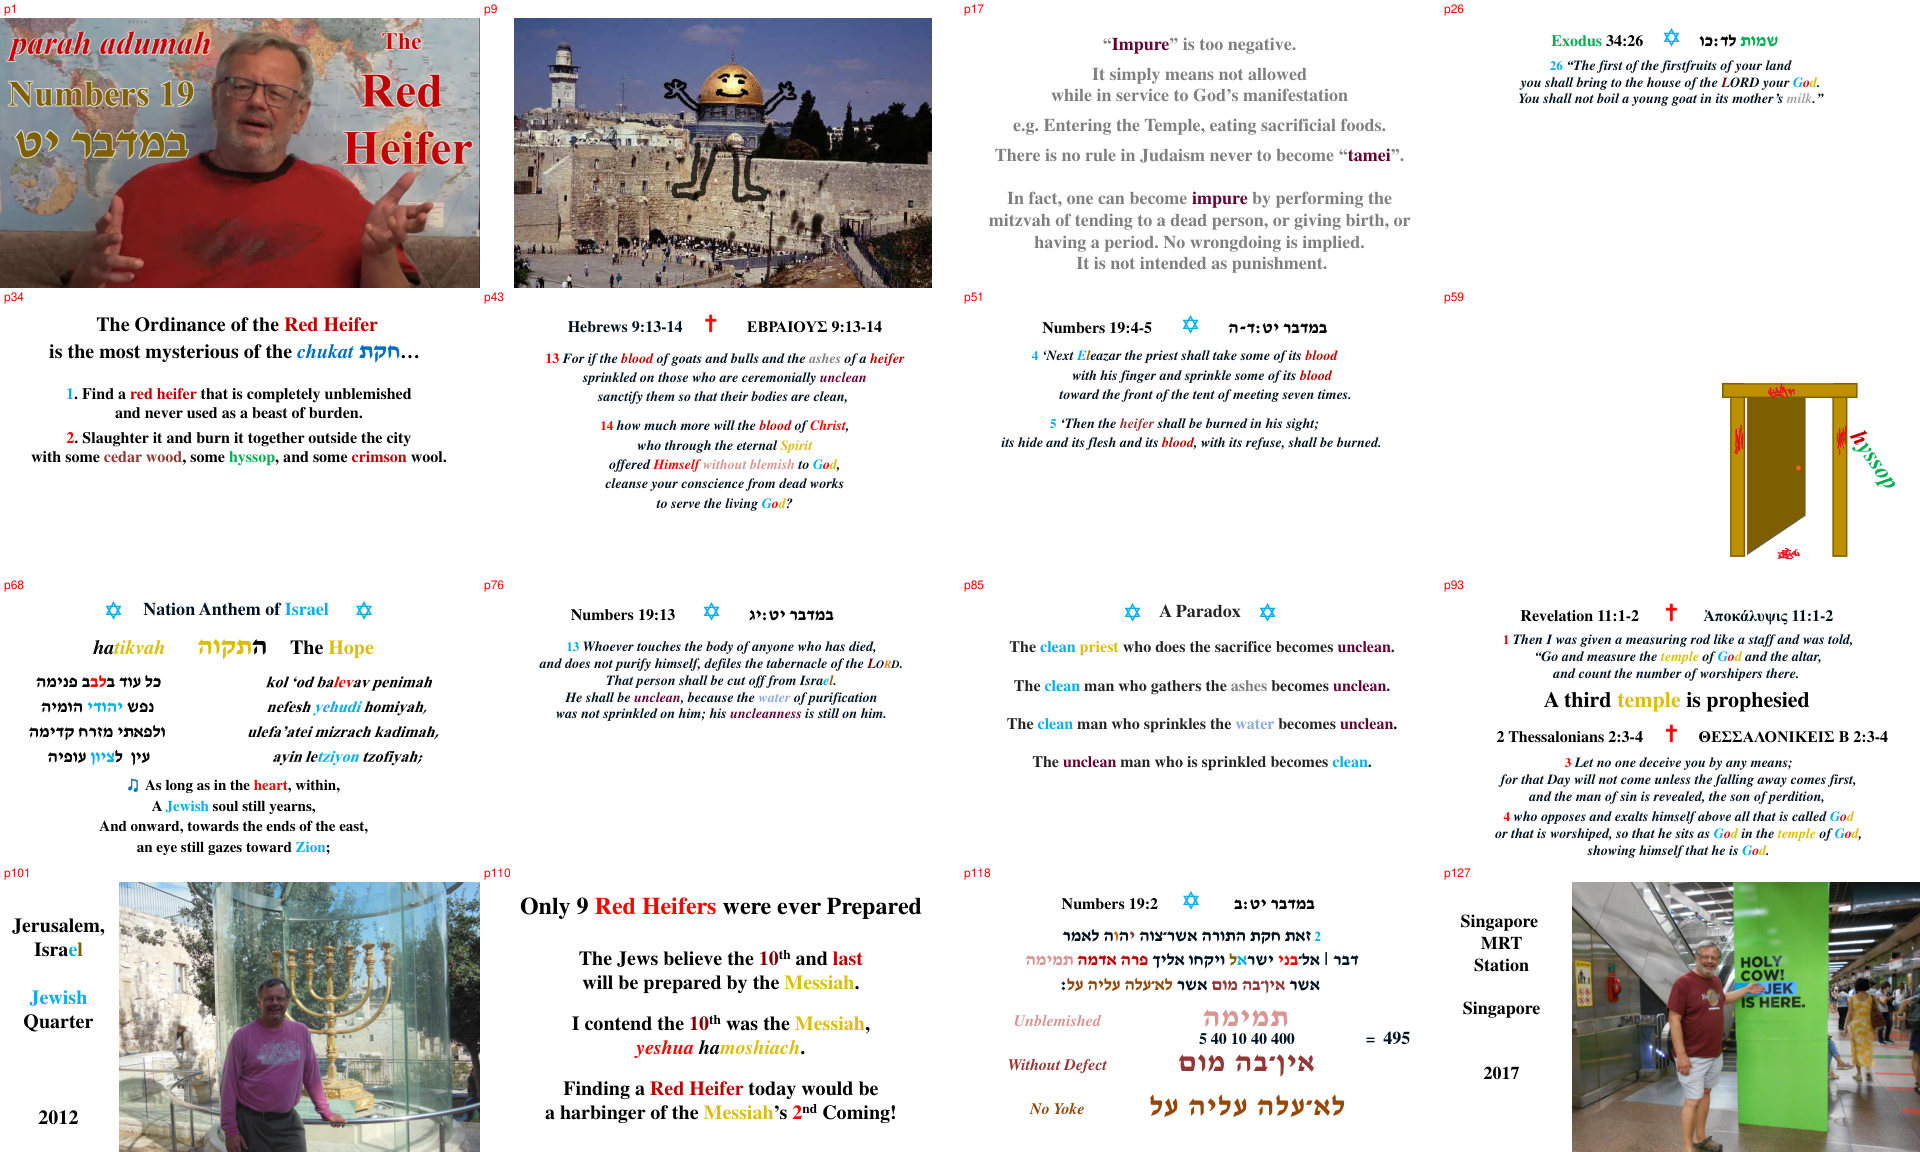 p1
parah adumah
Numbers 19
במדבר יט
The
Red
Heifer
p9
p17
“Impure” is too negative.
It simply means not allowed
while in service to God’s manifestation
e.g. Entering the Temple, eating sacrificial foods.
There is no rule in Judaism never to become “tamei”.
In fact, one can become impure by performing the
mitzvah of tending to a dead person, or giving birth, or
having a period. No wrongdoing is implied.
It is not intended as punishment.
p26
Exodus 34:26 ✡ שמות לד:כו
26 “The first of the firstfruits of your land
you shall bring to the house of the LORD your God.
You shall not boil a young goat in its mother’s milk.”
p34
The Ordinance of the Red Heifer
is the most mysterious of the chukat חקת…
1. Find a red heifer that is completely unblemished
and never used as a beast of burden.
2. Slaughter it and burn it together outside the city
with some cedar wood, some hyssop, and some crimson wool.
p43
Hebrews 9:13-14 ✝ ΕΒΡΑΙΟΥΣ 9:13-14
13 For if the blood of goats and bulls and the ashes of a heifer
sprinkled on those who are ceremonially unclean
sanctify them so that their bodies are clean,
14 how much more will the blood of Christ,
who through the eternal Spirit
offered Himself without blemish to God,
cleanse your conscience from dead works
to serve the living God?
p51
Numbers 19:4-5 ✡ במדבר יט:ד-ה
4 ‘Next Eleazar the priest shall take some of its blood
with his finger and sprinkle some of its blood
toward the front of the tent of meeting seven times.
5 ‘Then the heifer shall be burned in his sight;
its hide and its flesh and its blood, with its refuse, shall be burned.
p59
hyssop
p68
✡ Nation Anthem of Israel ✡
hatikvah התקוה The Hope
כל עוד בלבב פנימה
נפש יהודי הומיה
ולפאתי מזרח קדימה
עין לציון צופיה
kol ‘od balevav penimah
nefesh yehudi homiyah,
ulefa’atei mizrach kadimah,
ayin letziyon tzofiyah;
♫ As long as in the heart, within,
A Jewish soul still yearns,
And onward, towards the ends of the east,
an eye still gazes toward Zion;
p76
Numbers 19:13 ✡ במדבר יט:יג
13 Whoever touches the body of anyone who has died,
and does not purify himself, defiles the tabernacle of the LORD.
That person shall be cut off from Israel.
He shall be unclean, because the water of purification
was not sprinkled on him; his uncleanness is still on him.
p85
✡ A Paradox ✡
The clean priest who does the sacrifice becomes unclean.
The clean man who gathers the ashes becomes unclean.
The clean man who sprinkles the water becomes unclean.
The unclean man who is sprinkled becomes clean.
p93
Revelation 11:1-2 ✝ Ἀποκάλυψις 11:1-2
1 Then I was given a measuring rod like a staff and was told,
“Go and measure the temple of God and the altar,
and count the number of worshipers there.
A third temple is prophesied
2 Thessalonians 2:3-4 ✝ ΘΕΣΣΑΛΟΝΙΚΕΙΣ Β 2:3-4
3 Let no one deceive you by any means;
for that Day will not come unless the falling away comes first,
and the man of sin is revealed, the son of perdition,
4 who opposes and exalts himself above all that is called God
or that is worshiped, so that he sits as God in the temple of God,
showing himself that he is God.
p101
Jerusalem,
Israel
Jewish
Quarter
2012
p110
Only 9 Red Heifers were ever Prepared
The Jews believe the 10th and last
will be prepared by the Messiah.
I contend the 10th was the Messiah,
yeshua hamoshiach.
Finding a Red Heifer today would be
a harbinger of the Messiah’s 2nd Coming!
p118
Numbers 19:2 ✡ במדבר יט:ב
2 זאת חקת התורה אשר־צוה יהוה לאמר
דבר | אל־בני ישראל ויקחו אליך פרה אדמה תמימה
אשר אין־בה מום אשר לא־עלה עליה על:
Unblemished תמימה
5 40 10 40 400 = 495
Without Defect אין־בה מום
No Yoke לא־עלה עליה על
p127
Singapore
MRT
Station
Singapore
2017
HOLY
COW!
JEK
IS HERE.